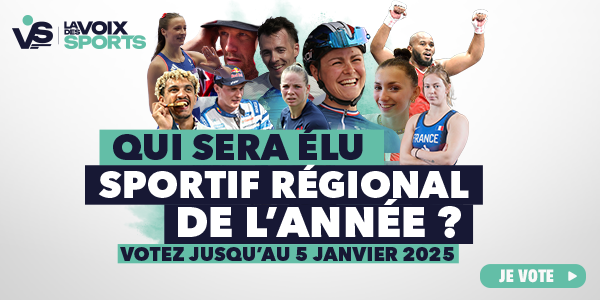 VS
LA VOIX
DES
SPORTS
QUI SERA ÉLU
SPORTIF RÉGIONAL
DE L'ANNÉE ?
VOTEZ JUSQU'AU 5 JANVIER 2025
JE VOTE
FRANCE